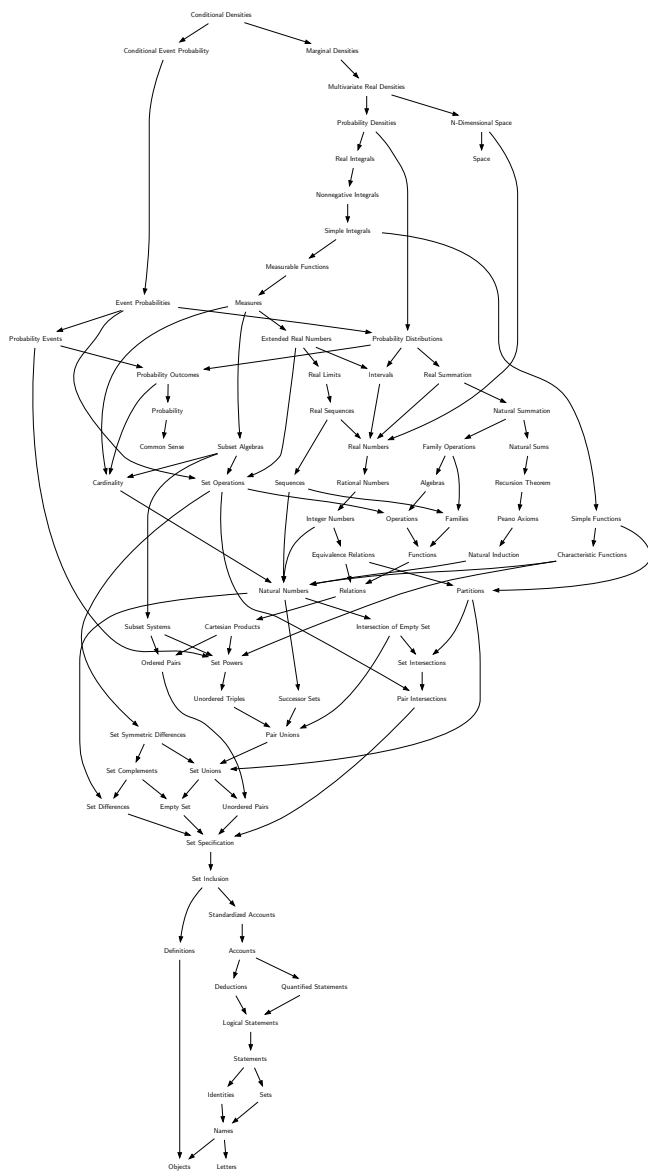 Conditional Densities
Conditional Event Probability
Marginal Densities
Multivariate Real Densities
Probability Densities
N-Dimensional Space
Real Integrals
Space
Nonnegative Integrals
Simple Integrals
Measurable Functions
Event Probabilities
Measures
Probability Events
Extended Real Numbers
Probability Distributions
Probability Outcomes
Real Limits
Intervals
Real Summation
Probability
Real Sequences
Natural Summation
Common Sense
Subset Algebras
Real Numbers
Family Operations
Natural Sums
Cardinality
Set Operations
Sequences
Rational Numbers
Algebras
Recursion Theorem
Integer Numbers
Operations
Families
Peano Axioms
Simple Functions
Equivalence Relations
Functions
Natural Induction
Characteristic Functions
Natural Numbers
Relations
Partitions
Subset Systems
Cartesian Products
Intersection of Empty Set
Ordered Pairs
Set Powers
Set Intersections
Unordered Triples
Successor Sets
Pair Intersections
Set Symmetric Differences
Pair Unions
Set Complements
Set Unions
Set Differences
Empty Set
Unordered Pairs
Set Specification
Set Inclusion
Standardized Accounts
Definitions
Accounts
Deductions
Quantified Statements
Logical Statements
Statements
Identities
Sets
Names
Objects
Letters